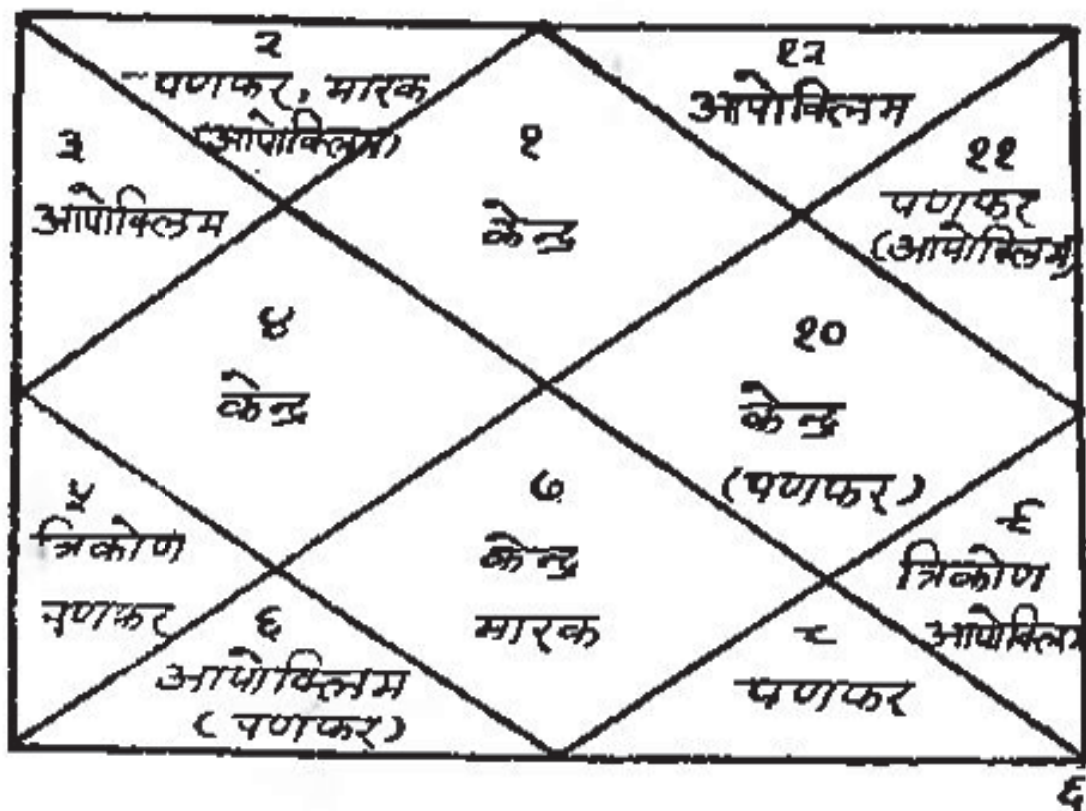 २
पणफर, मारक
(आपोक्लिम)
१२
आपोक्लिम
३
आपोक्लिम
१
केन्द्र
११
पणफर
(आपोक्लिम)
४
केन्द्र
१०
केन्द्र
(पणफर)
५
त्रिकोण
पणफर
७
केन्द्र
मारक
९
त्रिकोण
आपोक्लिम
६
आपोक्लिम
(पणफर)
८
पणफर